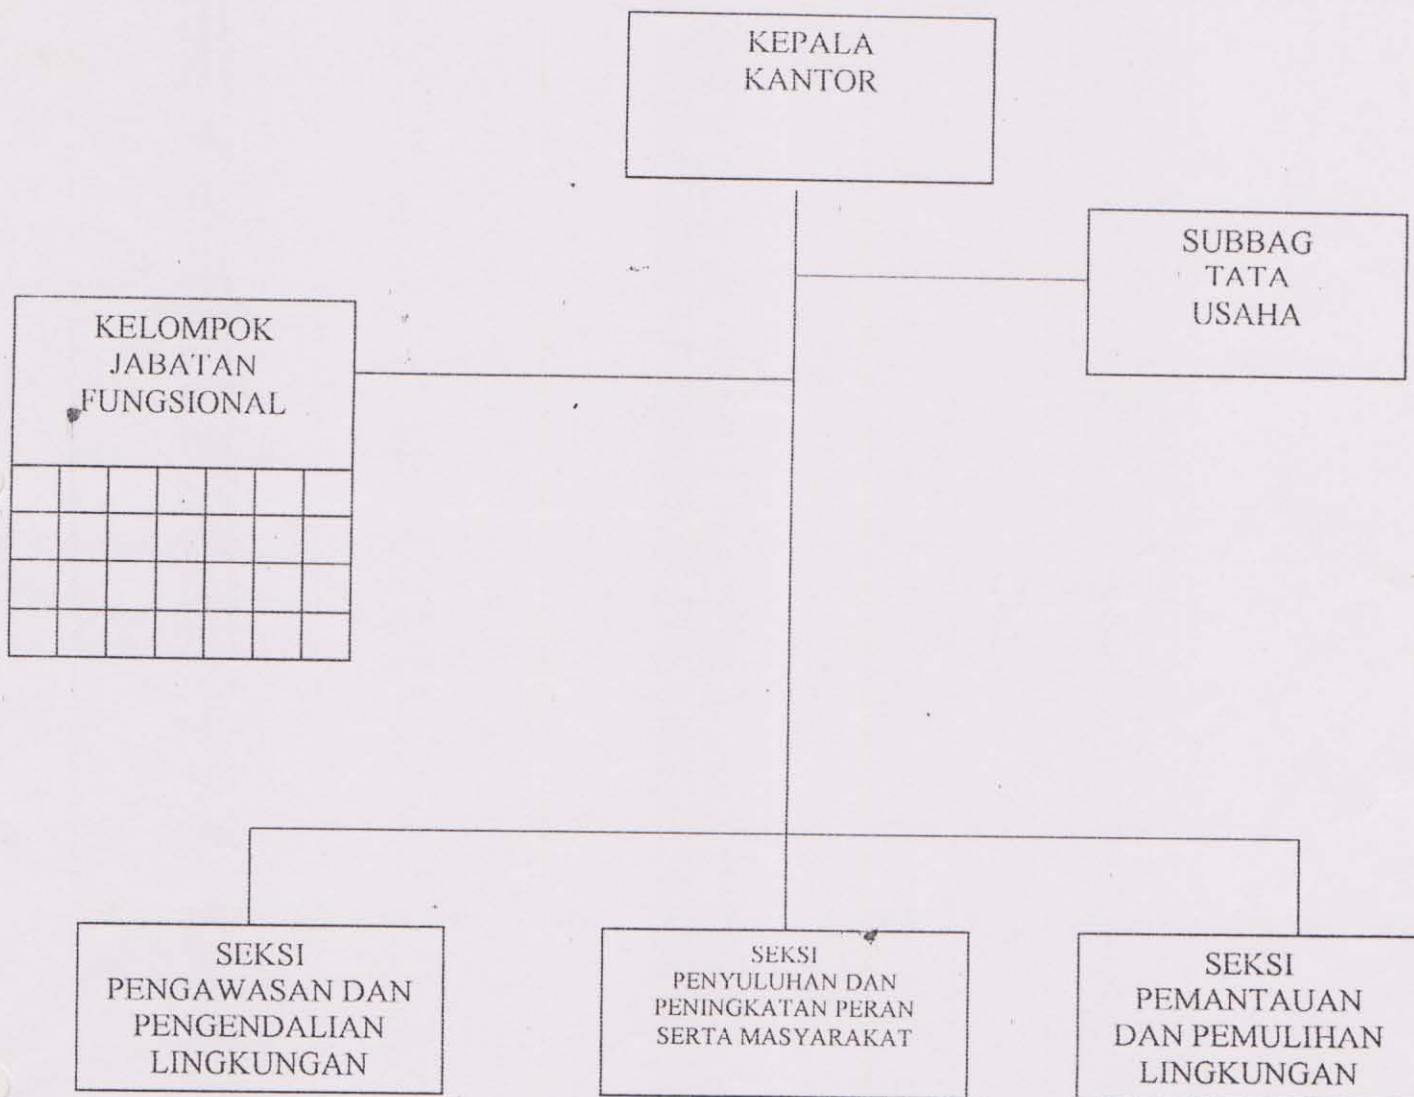 KEPALA
KANTOR
SUBBAG
TATA
USAHA
KELOMPOK
JABATAN
FUNGSIONAL
SEKSI
PENGAWASAN DAN
PENGENDALIAN
LINGKUNGAN
SEKSI
PENYULUHAN DAN
PENINGKATAN PERAN
SERTA MASYARAKAT
SEKSI
PEMANTAUAN
DAN PEMULIHAN
LINGKUNGAN